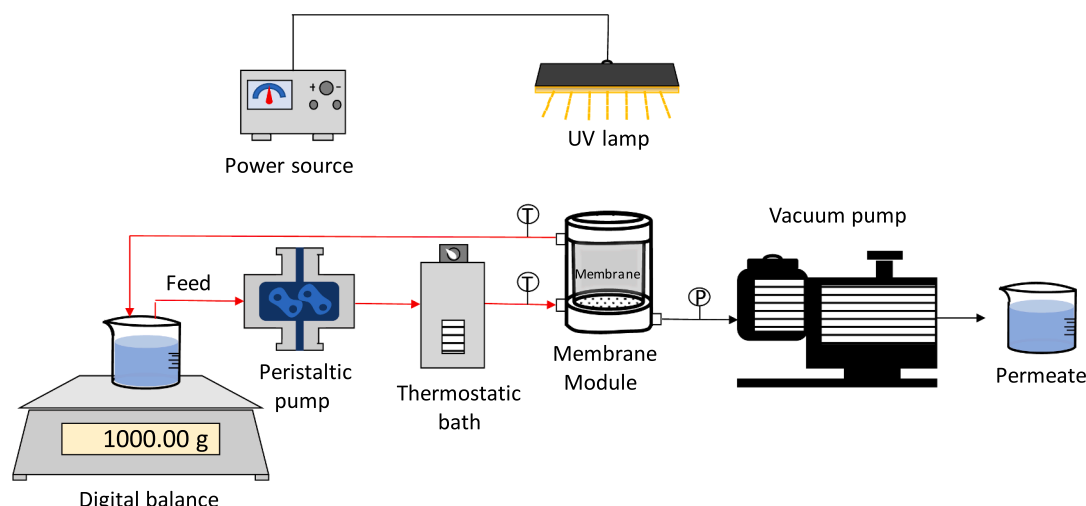 + -
Power source
UV lamp
Vacuum pump
T
Feed
T
Membrane
P
Peristaltic
pump
Thermostatic
bath
Membrane
Module
Permeate
1000.00 g
Digital balance